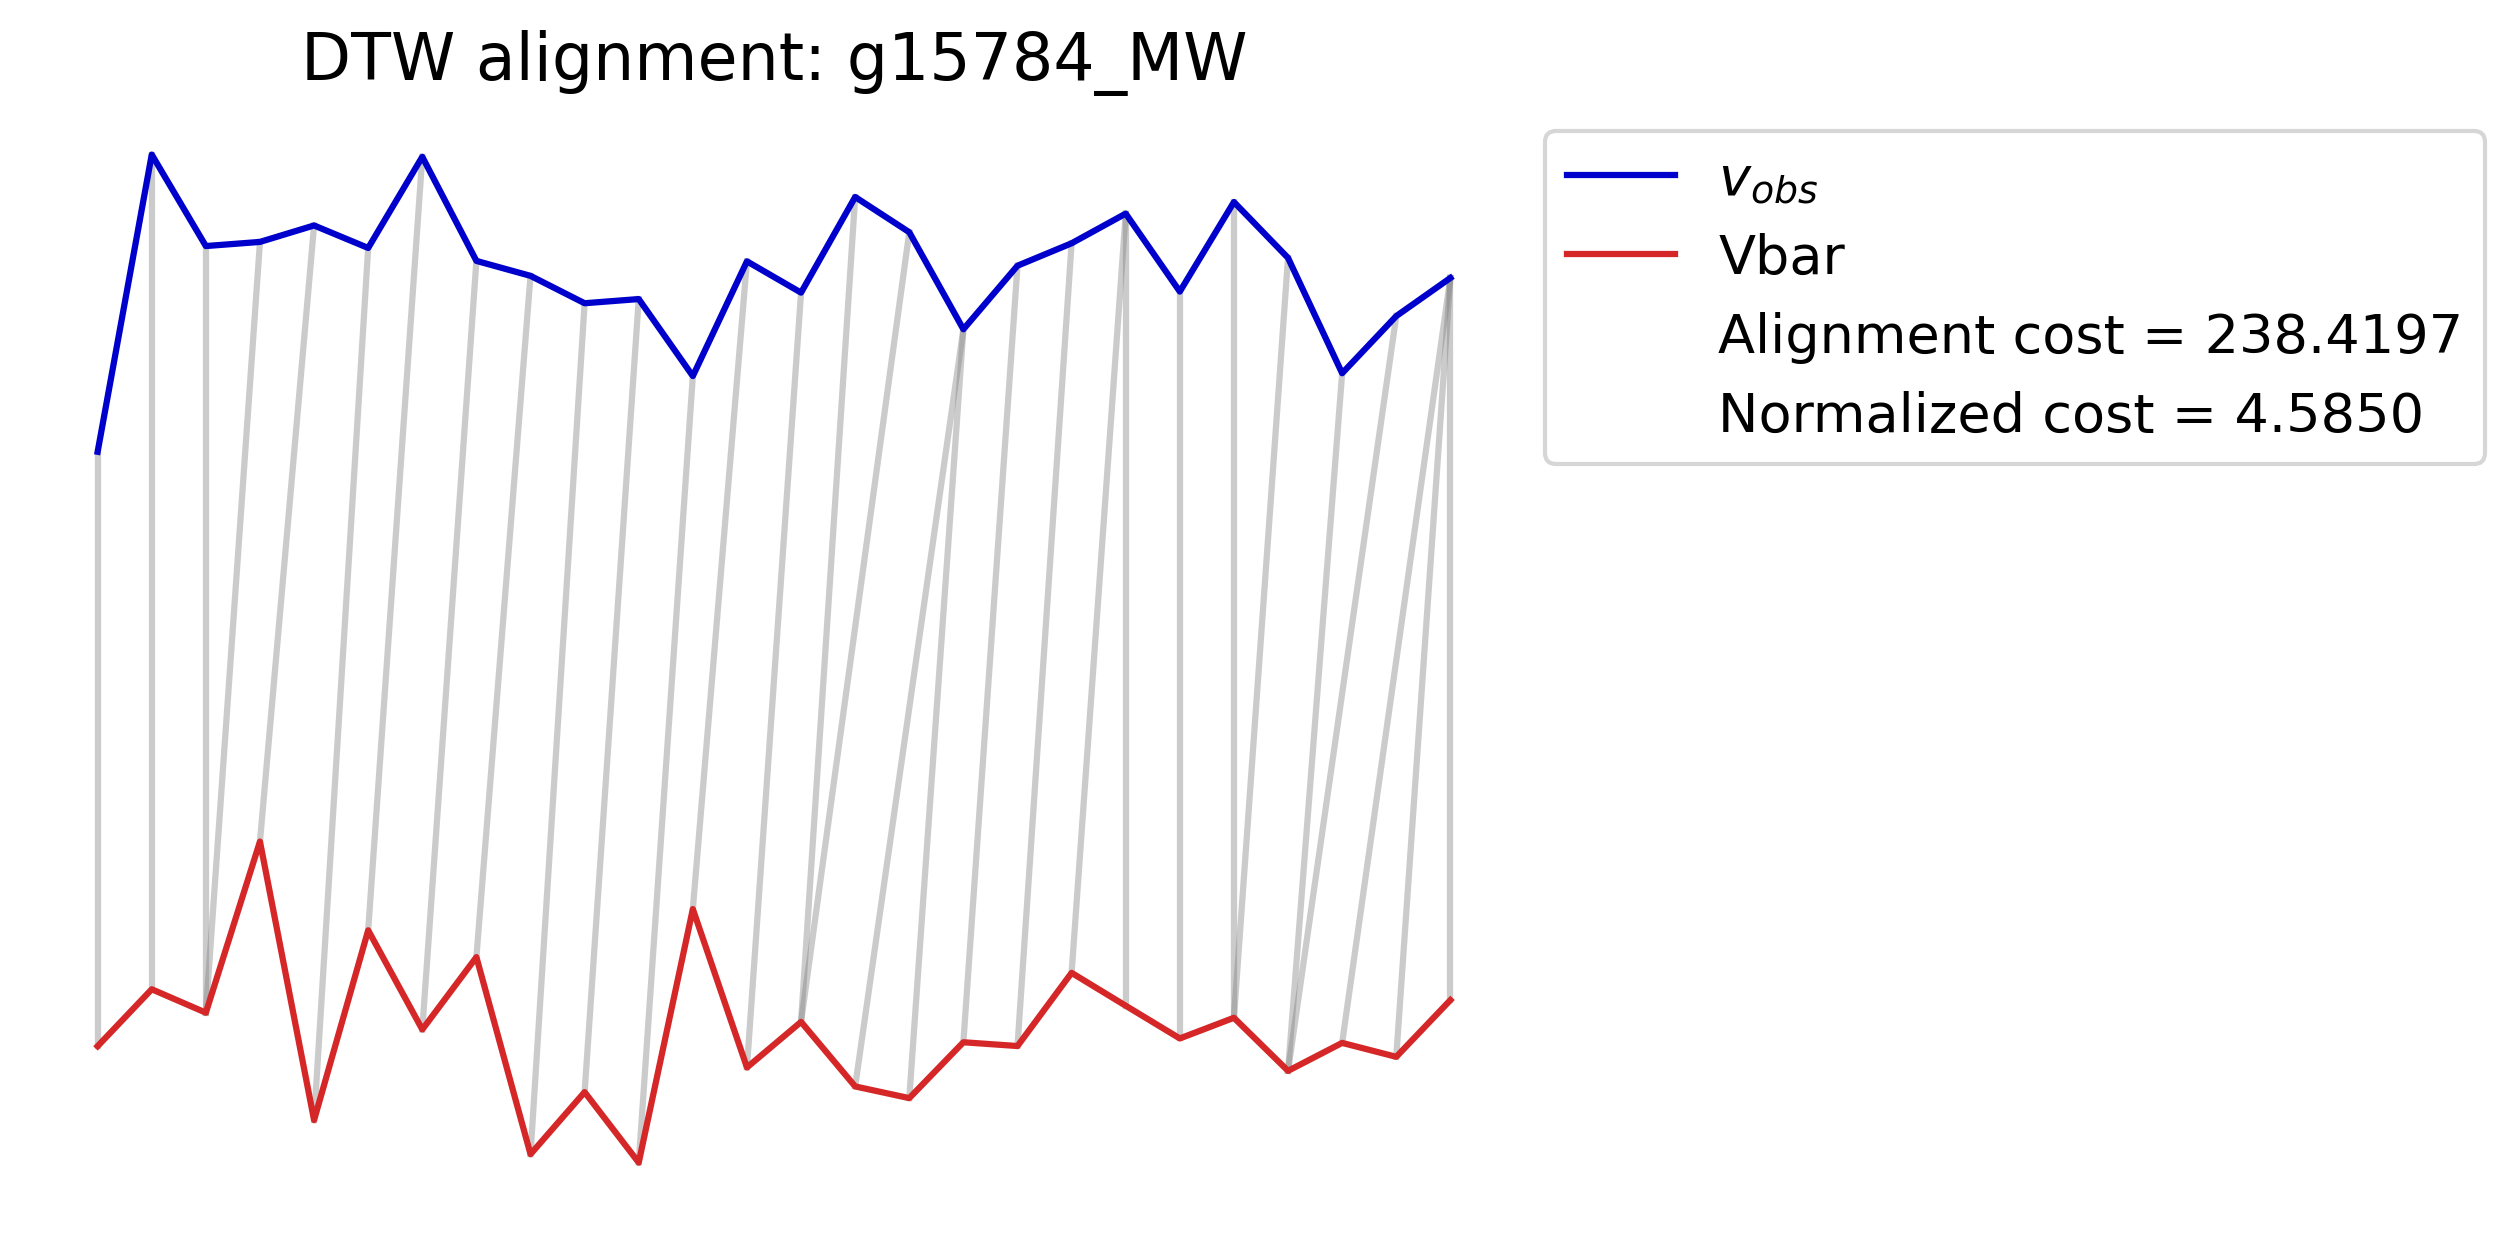 DTW alignment: g15784_MW
v_obs
Vbar
Alignment cost = 238.4197
Normalized cost = 4.5850